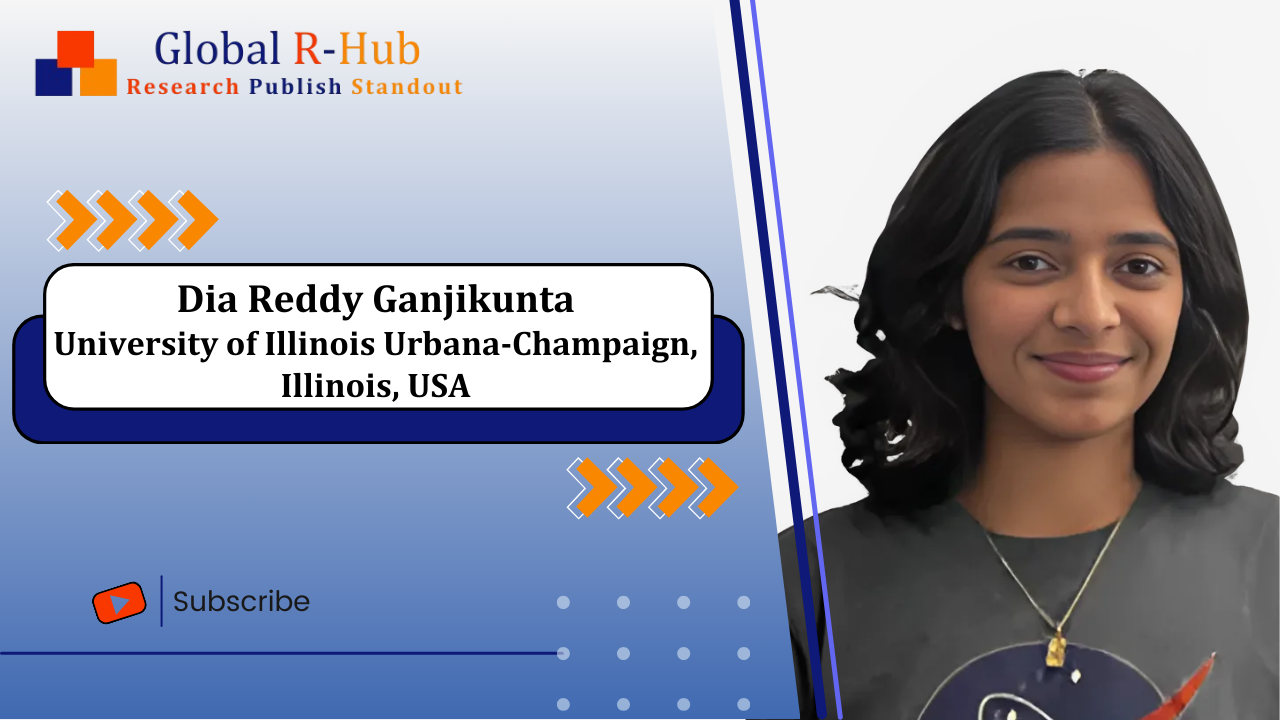 Global R-Hub
Research Publish Standout
Dia Reddy Ganjikunta
University of Illinois Urbana-Champaign,
Illinois, USA
Subscribe